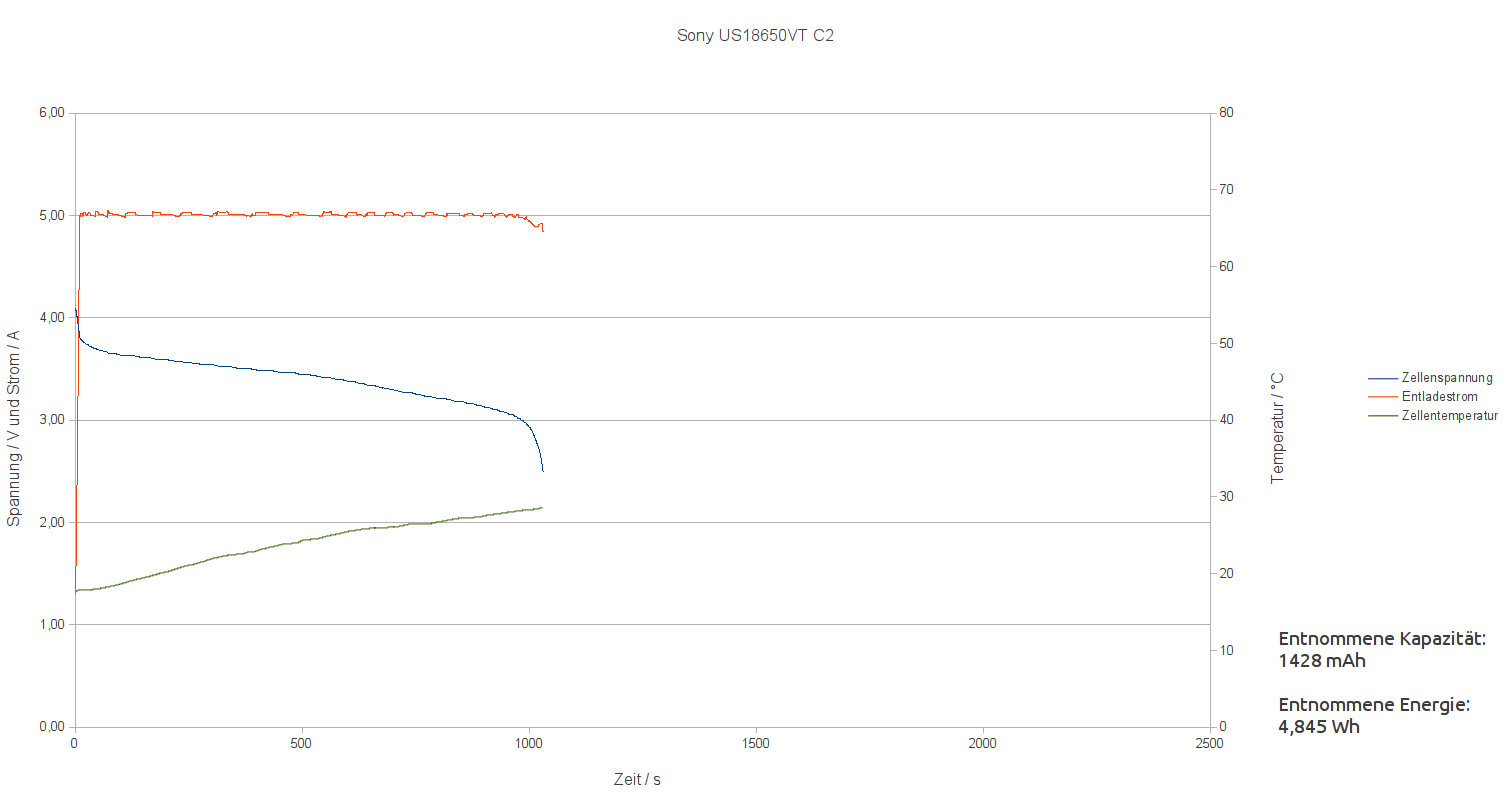 Sony US18650VT C2
6,00
5,00
4,00
3,00
2,00
1,00
0,00
Spannung / V und Strom / A
0
500
1000
1500
2000
2500
Zeit / s
80
70
60
50
40
30
20
10
0
Temperatur / °C
Zellenspannung
Entladestrom
Zellentemperatur
Entnommene Kapazität:
1428 mAh
Entnommene Energie:
4,845 Wh